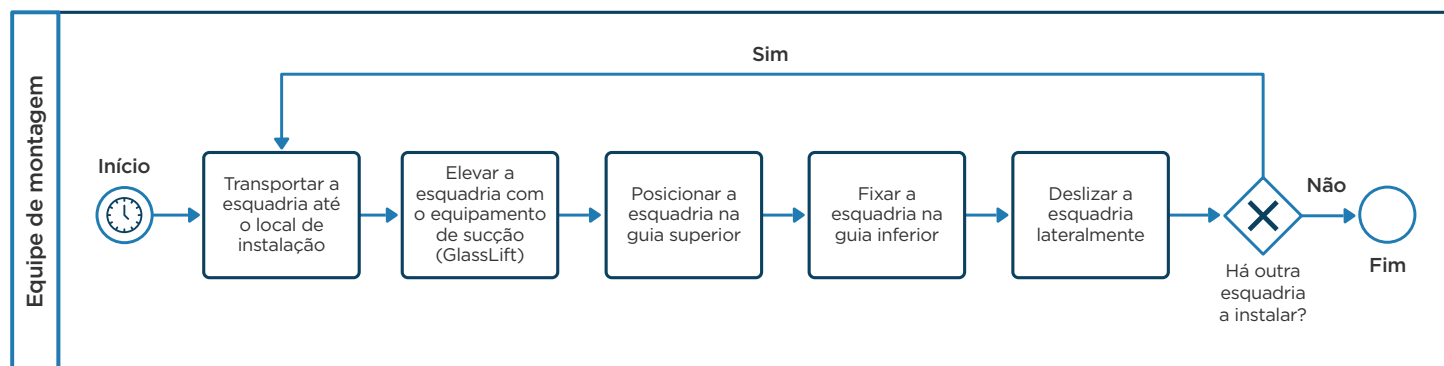 Equipe de montagem
Sim
Início
Transportar a
esquadria até
o local de
instalação
Elevar a
esquadria com
o equipamento
de sucção
(GlassLift)
Posicionar a
esquadria na
guia superior
Fixar a
esquadria na
guia inferior
Deslizar a
esquadria
lateralmente
Há outra
esquadria
a instalar?
Não
Fim